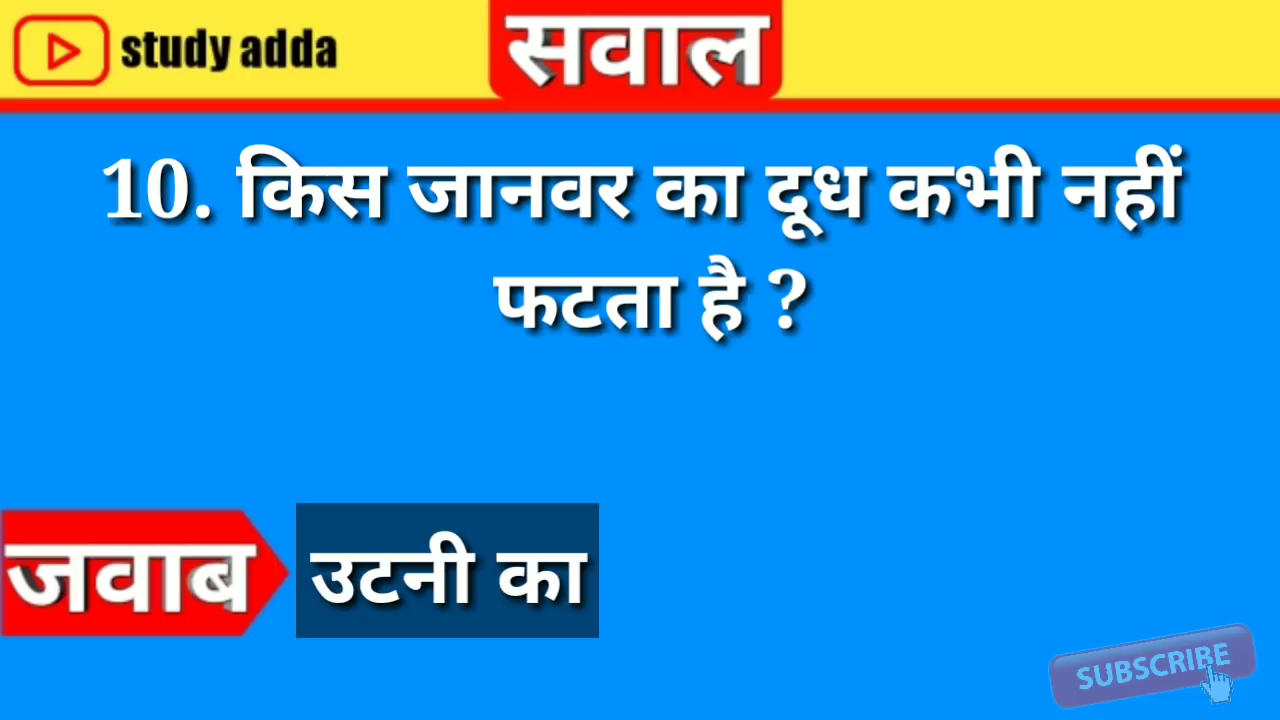 study adda
सवाल
10. किस जानवर का दूध कभी नहीं
फटता है ?
जवाब
उटनी का
SUBSCRIBE